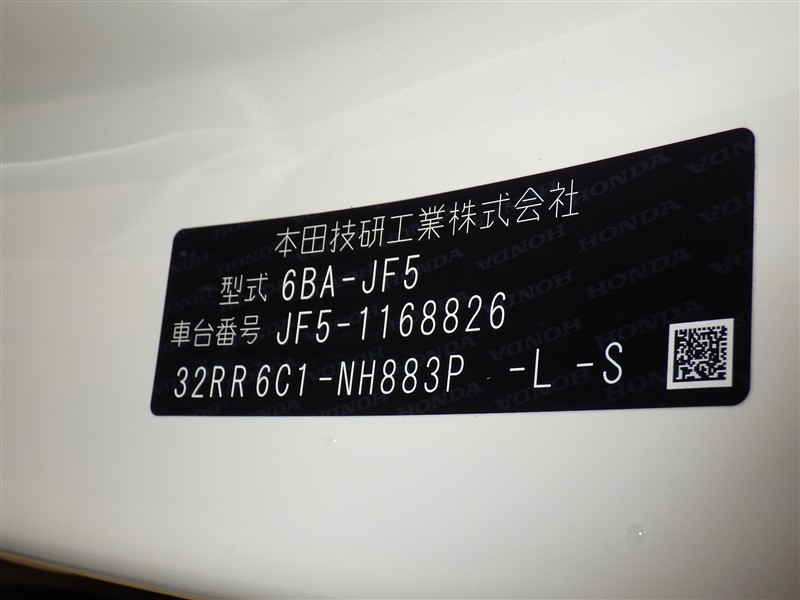 本田技研工業株式会社
型式 6BA-JF5
車台番号 JF5-1168826
32RR6C1-NH883P -L -S